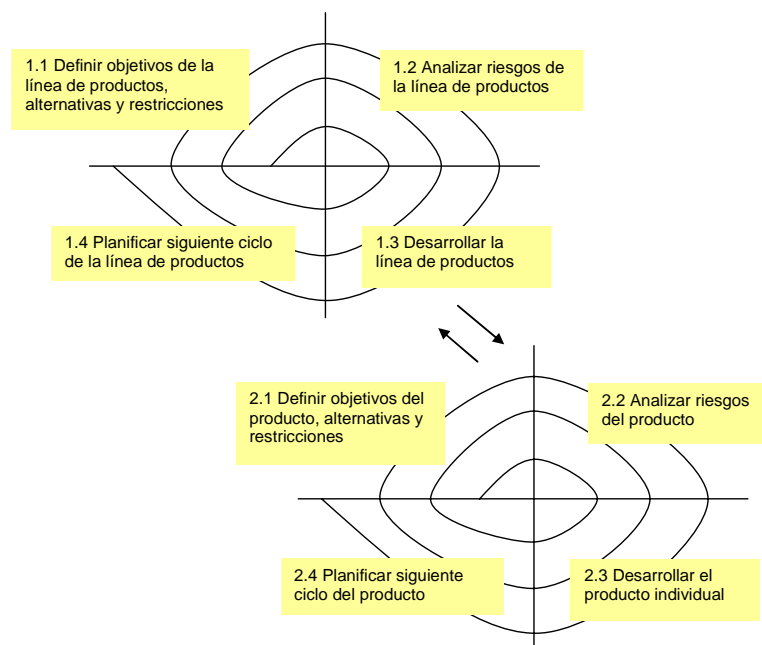 1.1 Definir objetivos de la
línea de productos,
alternativas y restricciones
1.2 Analizar riesgos de
la línea de productos
1.4 Planificar siguiente ciclo
de la línea de productos
1.3 Desarrollar la
línea de productos
2.1 Definir objetivos del
producto, alternativas y
restricciones
2.2 Analizar riesgos
del producto
2.4 Planificar siguiente
ciclo del producto
2.3 Desarrollar el
producto individual